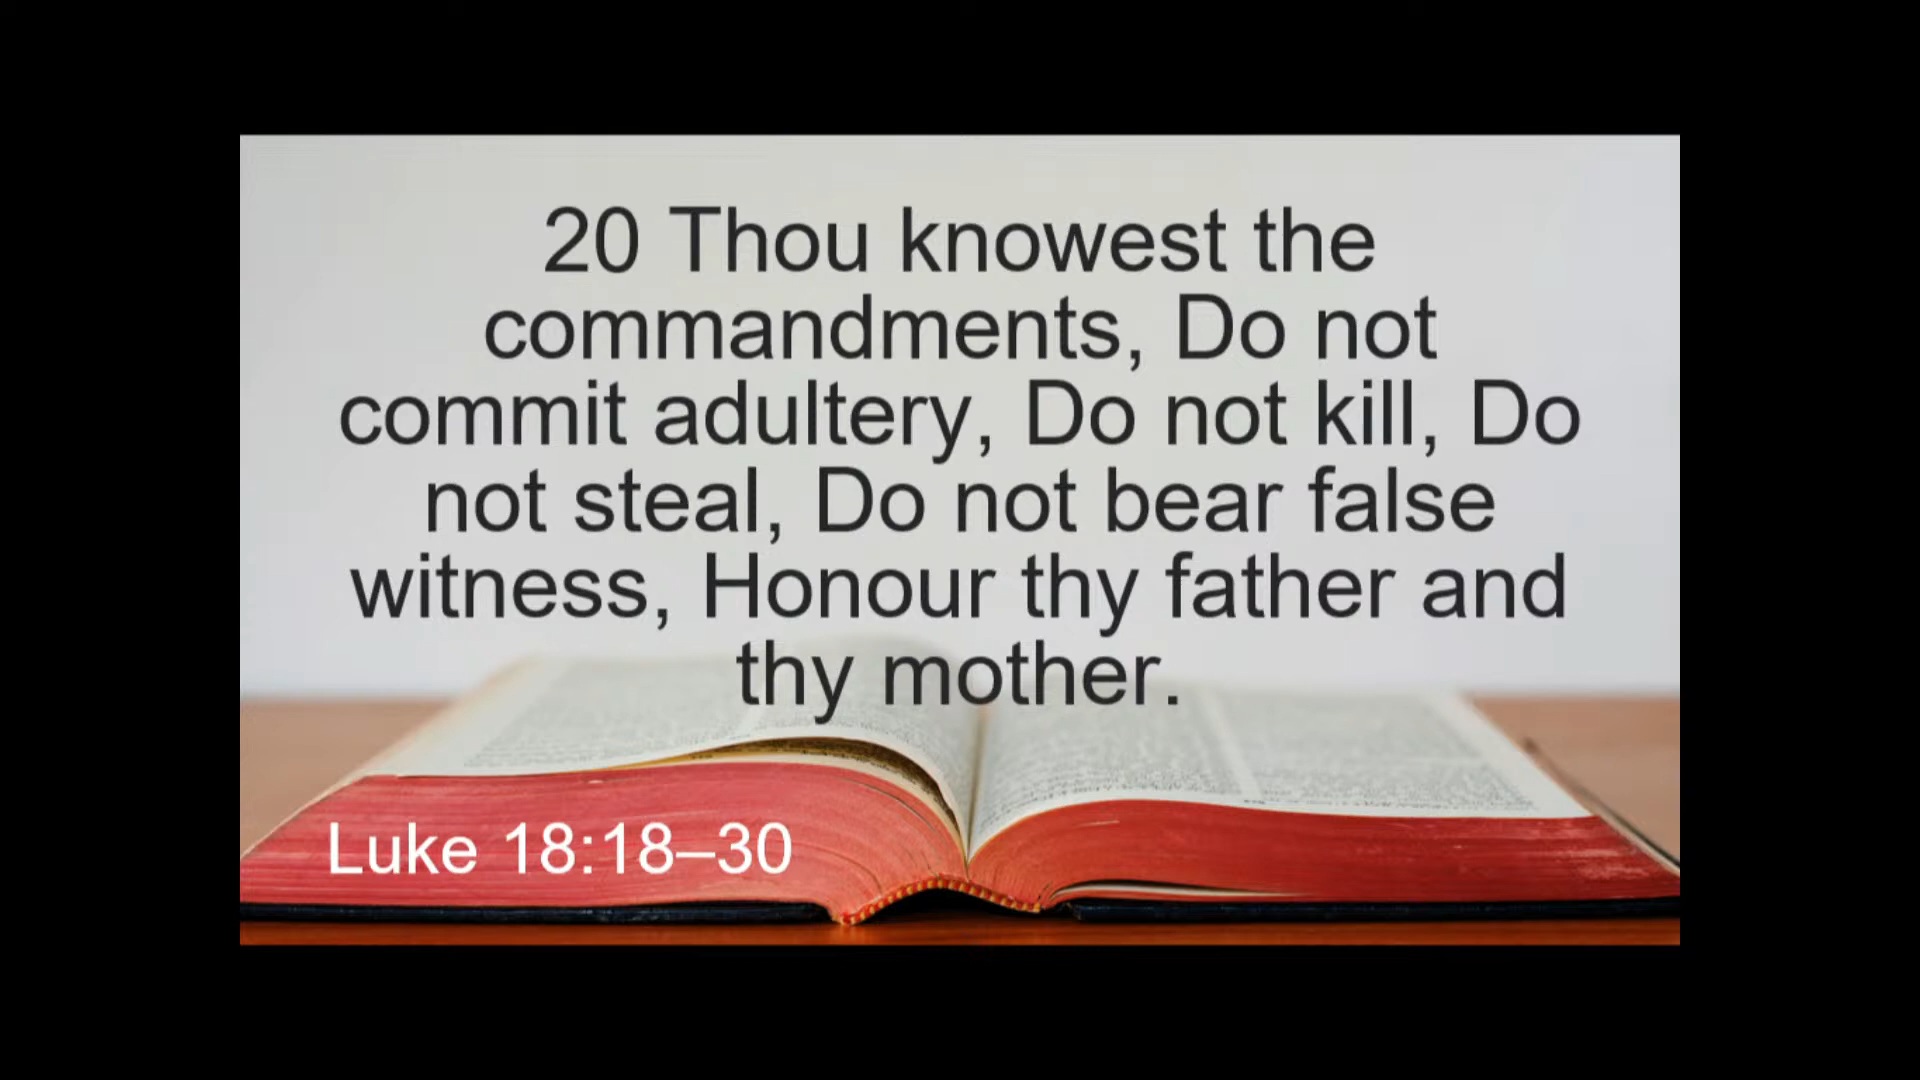 20 Thou knowest the
commandments, Do not
commit adultery, Do not kill, Do
not steal, Do not bear false
witness, Honour thy father and
thy mother.
Luke 18:18–30